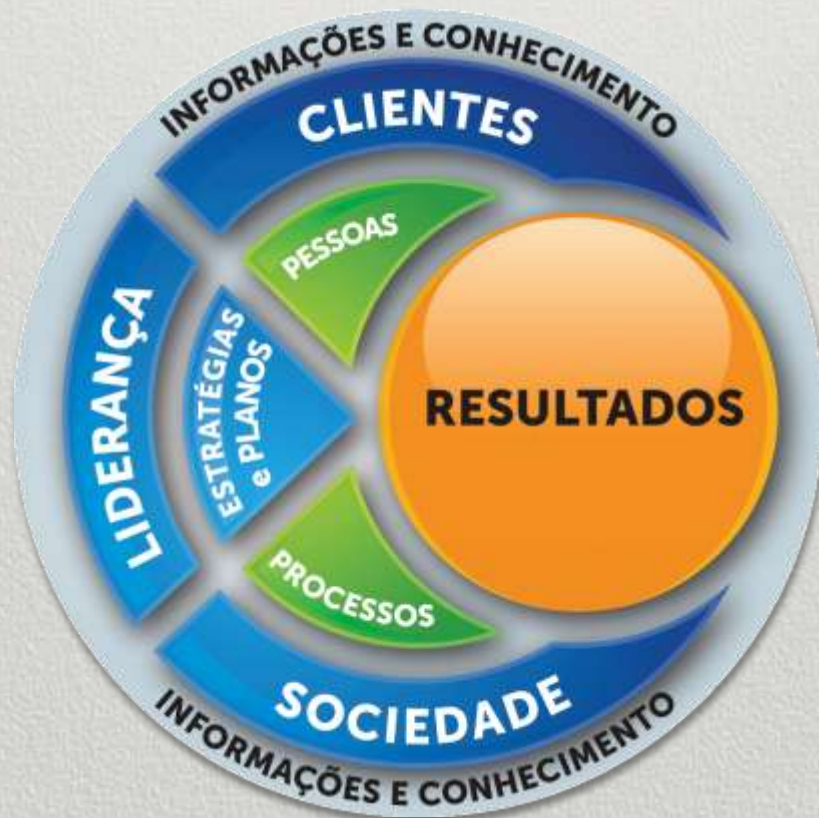 INFORMAÇÕES E CONHECIMENTO
CLIENTES
PESSOAS
LIDERANÇA
ESTRATÉGIAS
e PLANOS
RESULTADOS
PROCESSOS
SOCIEDADE
INFORMAÇÕES E CONHECIMENTO